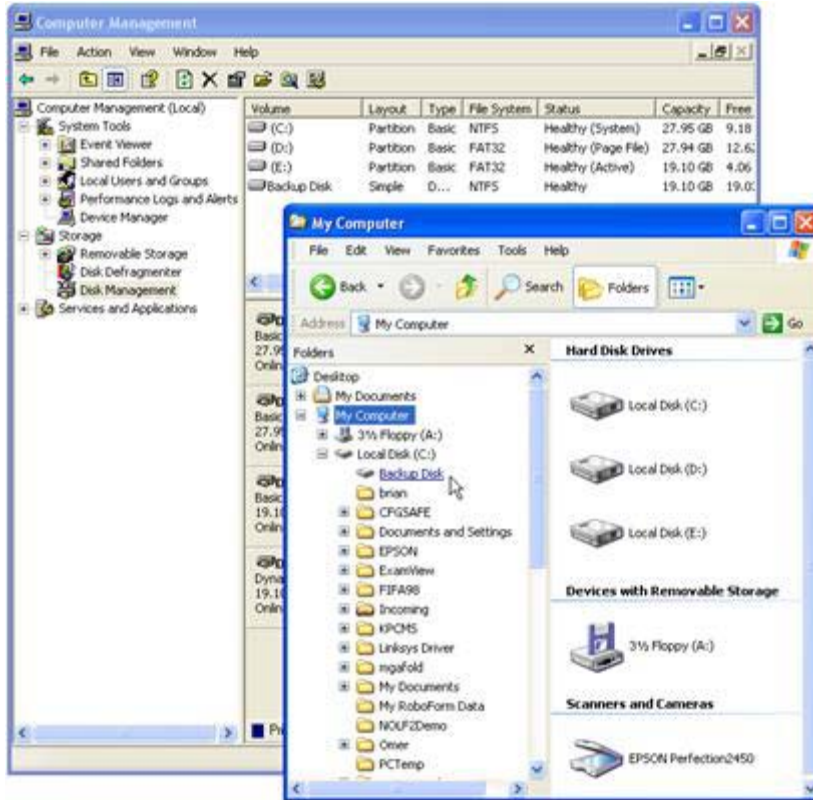 Computer Management
File Action View Window Help
Computer Management (Local)
System Tools
Event Viewer
Shared Folders
Local Users and Groups
Performance Logs and Alerts
Device Manager
Storage
Removable Storage
Disk Defragmenter
Disk Management
Services and Applications
Volume Layout Type File System Status Capacity Free
(C:) Partition Basic NTFS Healthy (System) 27.95 GB 9.18
(D:) Partition Basic FAT32 Healthy (Page File) 27.94 GB 12.62
(E:) Partition Basic FAT32 Healthy (Active) 19.10 GB 4.06
Backup Disk Simple D... NTFS Healthy 19.10 GB 19.0
Basic
27.9
Onlin
Basic
27.9
Onlin
Basic
19.10
Onlin
Dyna
19.10
Onlin
Pri
My Computer
File Edit View Favorites Tools Help
Back Search Folders
Address My Computer Go
Folders
Desktop
My Documents
My Computer
3½ Floppy (A:)
Local Disk (C:)
Backup Disk
brian
CFGSAFE
Documents and Settings
EPSON
ExamView
FIFA98
Incoming
KPCMS
Linksys Driver
mgafold
My Documents
My RoboForm Data
NOLF2Demo
Omer
PCTemp
Hard Disk Drives
Local Disk (C:)
Local Disk (D:)
Local Disk (E:)
Devices with Removable Storage
3½ Floppy (A:)
Scanners and Cameras
EPSON Perfection2450